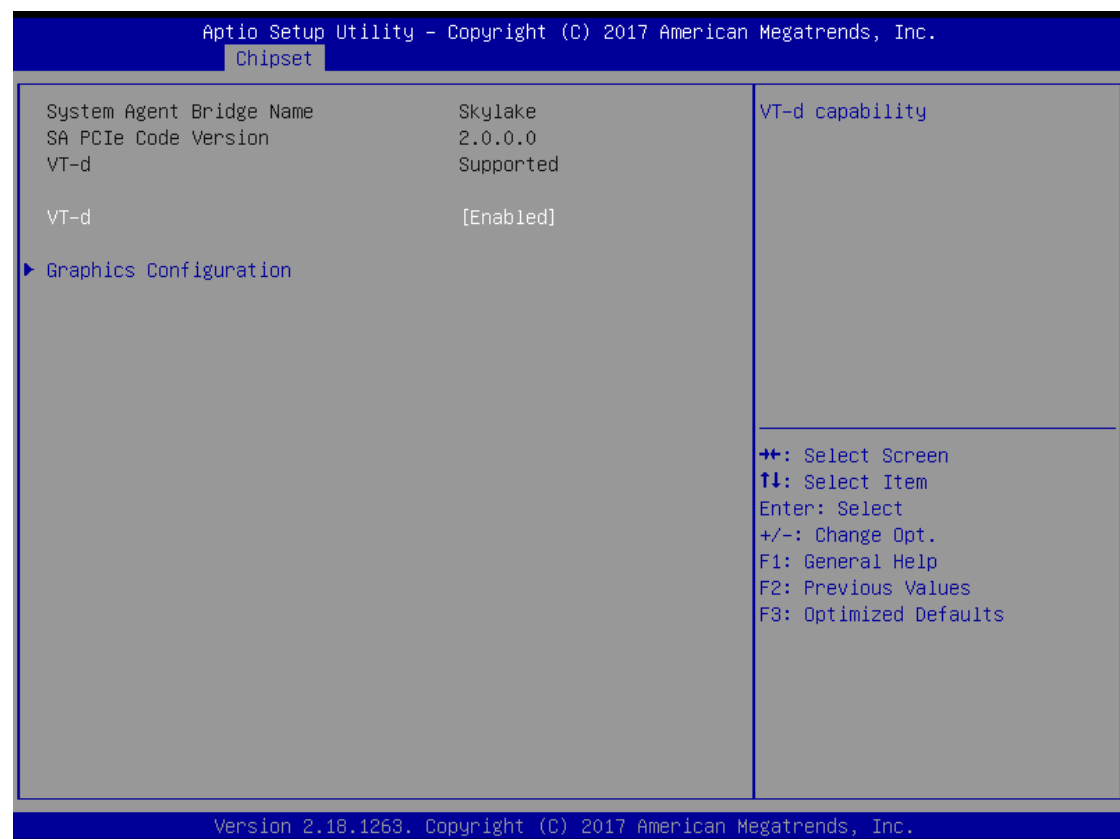 Aptio Setup Utility – Copyright (C) 2017 American Megatrends, Inc.
Chipset
System Agent Bridge Name Skylake
SA PCIe Code Version 2.0.0.0
VT-d Supported
VT-d [Enabled]
Graphics Configuration
VT-d capability
→←: Select Screen
↑↓: Select Item
Enter: Select
+/-: Change Opt.
F1: General Help
F2: Previous Values
F3: Optimized Defaults
Version 2.18.1263. Copyright (C) 2017 American Megatrends, Inc.